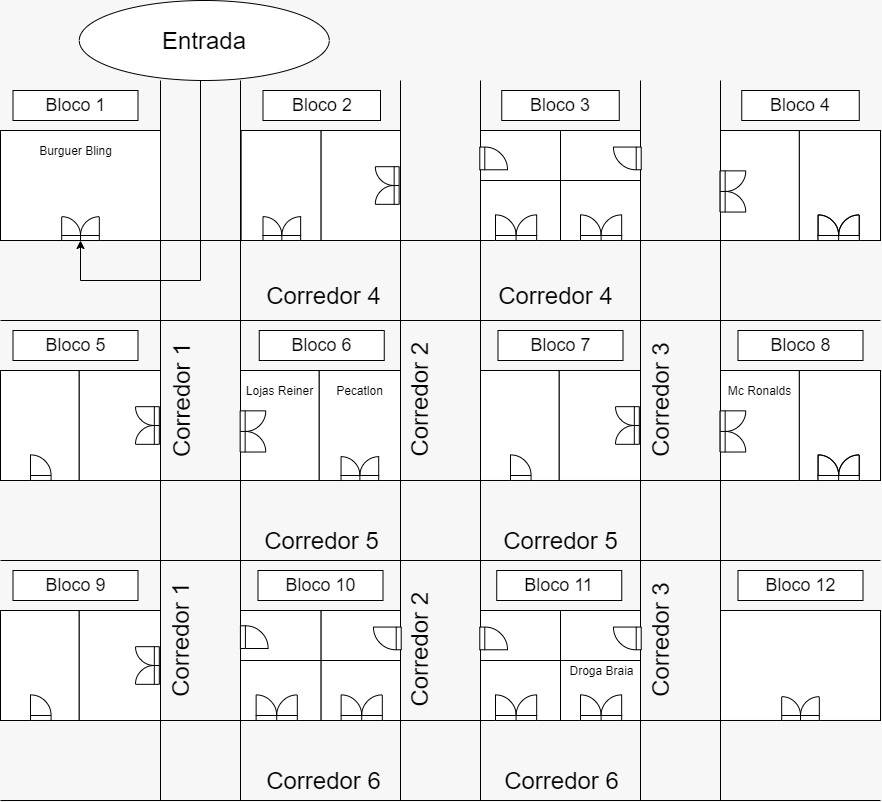 Entrada
Bloco 1
Bloco 2
Bloco 3
Bloco 4
Burguer Bling
Corredor 4
Corredor 4
Bloco 5
Bloco 6
Bloco 7
Bloco 8
Corredor 1
Corredor 2
Corredor 3
Lojas Reiner
Pecatlon
Mc Ronalds
Corredor 5
Corredor 5
Bloco 9
Bloco 10
Bloco 11
Bloco 12
Corredor 1
Corredor 2
Corredor 3
Droga Braia
Corredor 6
Corredor 6